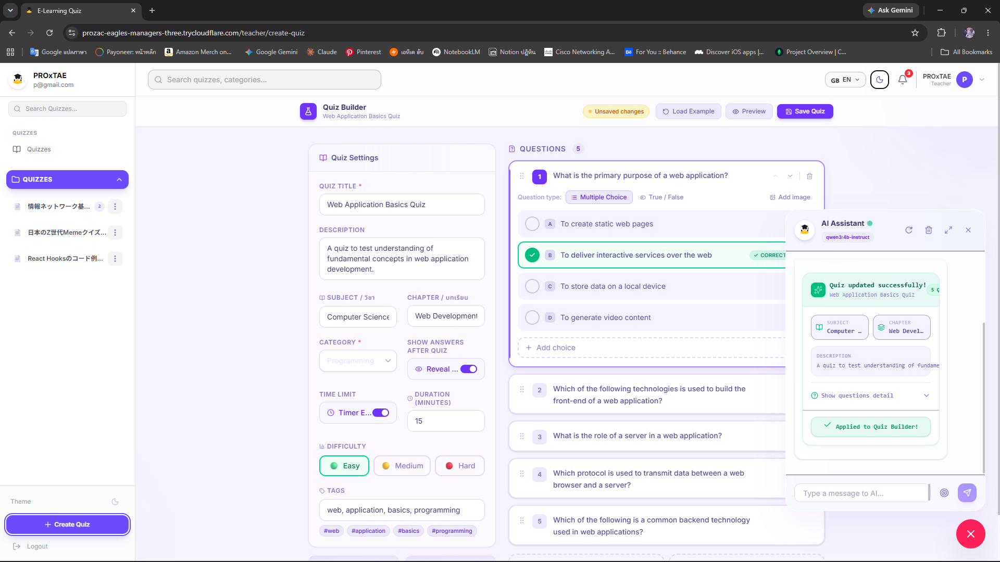 E-Learning Quiz
Ask Gemini
prozac-eagles-managers-three.trycloudflare.com/teacher/create-quiz
Google แปลภาษา
Payoneer: หน้าหลัก
Amazon Merch on...
Google Gemini
Claude
Pinterest
เอทีเค ฮับ
NotebookLM
Notion ปฏิทิน
Cisco Networking A...
For You :: Behance
Discover iOS apps |...
Project Overview | C...
All Bookmarks
PROxTAE
p@gmail.com
Search quizzes, categories...
GB EN
3
PROxTAE
Teacher
P
Search Quizzes...
QUIZZES
Quizzes
QUIZZES
情報ネットワーク基... 2
日本のZ世代Memeクイズ...
React Hooksのコード例...
Theme
+ Create Quiz
Logout
Quiz Builder
Web Application Basics Quiz
Unsaved changes
Load Example
Preview
Save Quiz
Quiz Settings
QUIZ TITLE *
Web Application Basics Quiz
DESCRIPTION
A quiz to test understanding of
fundamental concepts in web application
development.
SUBJECT / วิชา
CHAPTER / บทเรียน
Computer Science
Web Development
CATEGORY *
SHOW ANSWERS
AFTER QUIZ
Programming
Reveal ...
TIME LIMIT
DURATION
(MINUTES)
Timer E...
15
DIFFICULTY
Easy
Medium
Hard
TAGS
web, application, basics, programming
#web
#application
#basics
#programming
QUESTIONS 5
1 What is the primary purpose of a web application?
Question type:
Multiple Choice
True / False
Add image
A To create static web pages
B To deliver interactive services over the web
CORRECT
C To store data on a local device
D To generate video content
+ Add choice
2 Which of the following technologies is used to build the
front-end of a web application?
3 What is the role of a server in a web application?
4 Which protocol is used to transmit data between a web
browser and a server?
5 Which of the following is a common backend technology
used in web applications?
AI Assistant
qwen3:4b-instruct
Quiz updated successfully!
5 Q
Web Application Basics Quiz
SUBJECT
Computer …
CHAPTER
Web Devel…
DESCRIPTION
A quiz to test understanding of fundame
Show questions detail
Applied to Quiz Builder!
Type a message to AI...